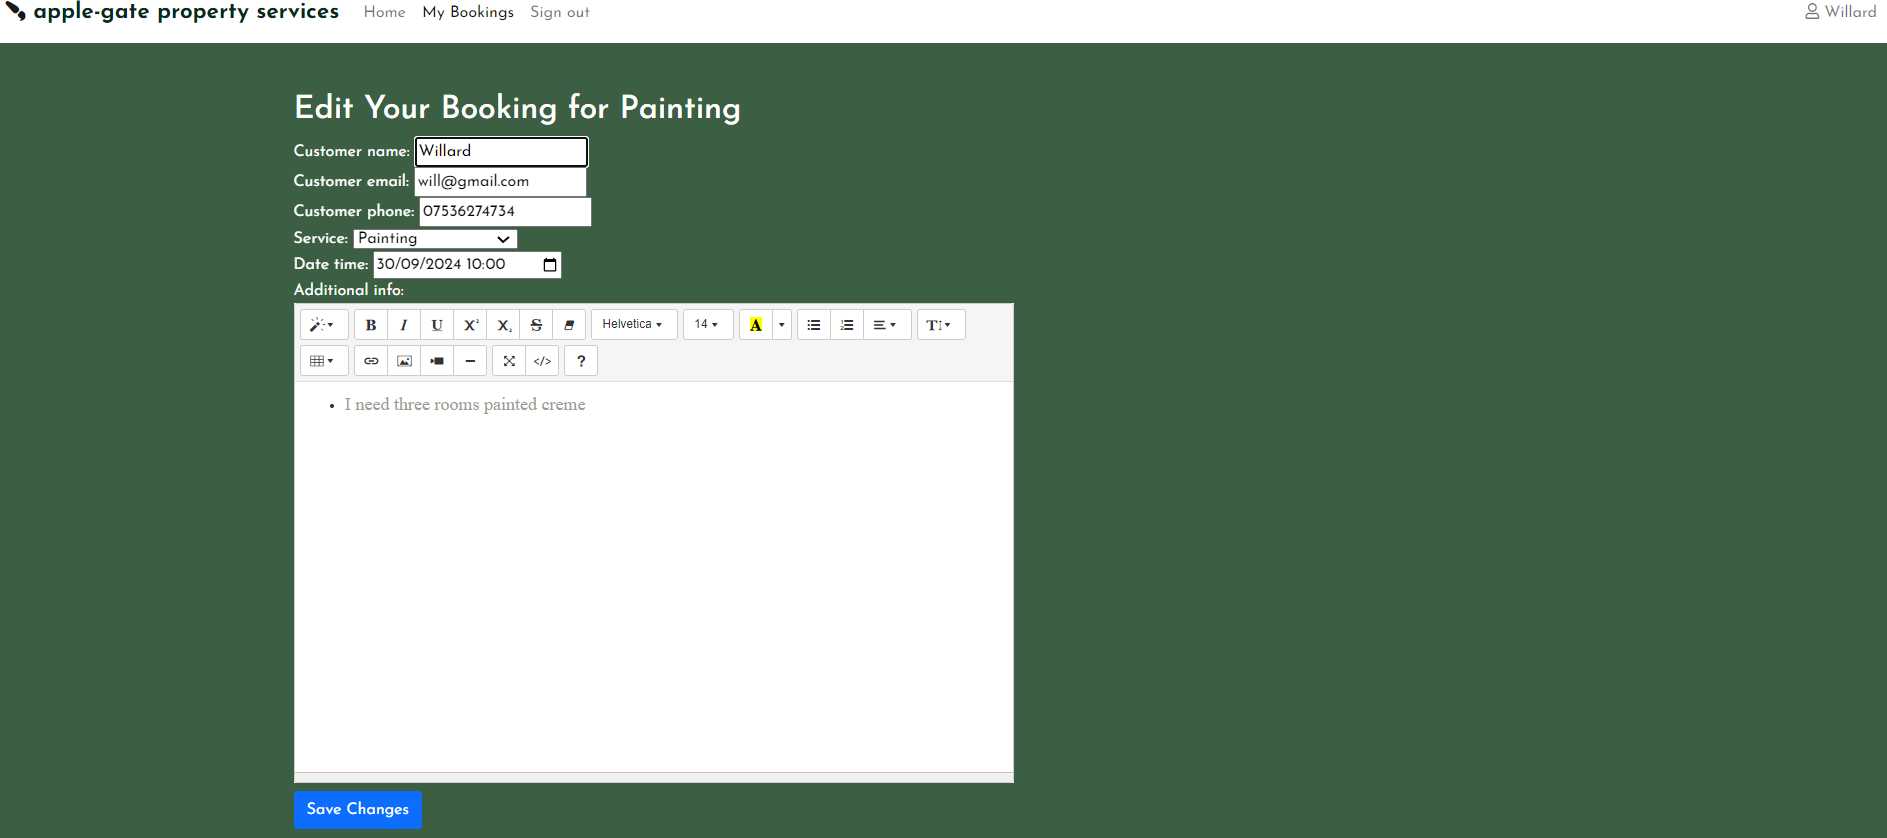 apple-gate property services Home My Bookings Sign out Willard
Edit Your Booking for Painting
Customer name: Willard
Customer email: will@gmail.com
Customer phone: 07536274734
Service: Painting
Date time: 30/09/2024 10:00
Additional info:
B I U X² X₂ S Helvetica 14 A T
</> ?
• I need three rooms painted creme
Save Changes